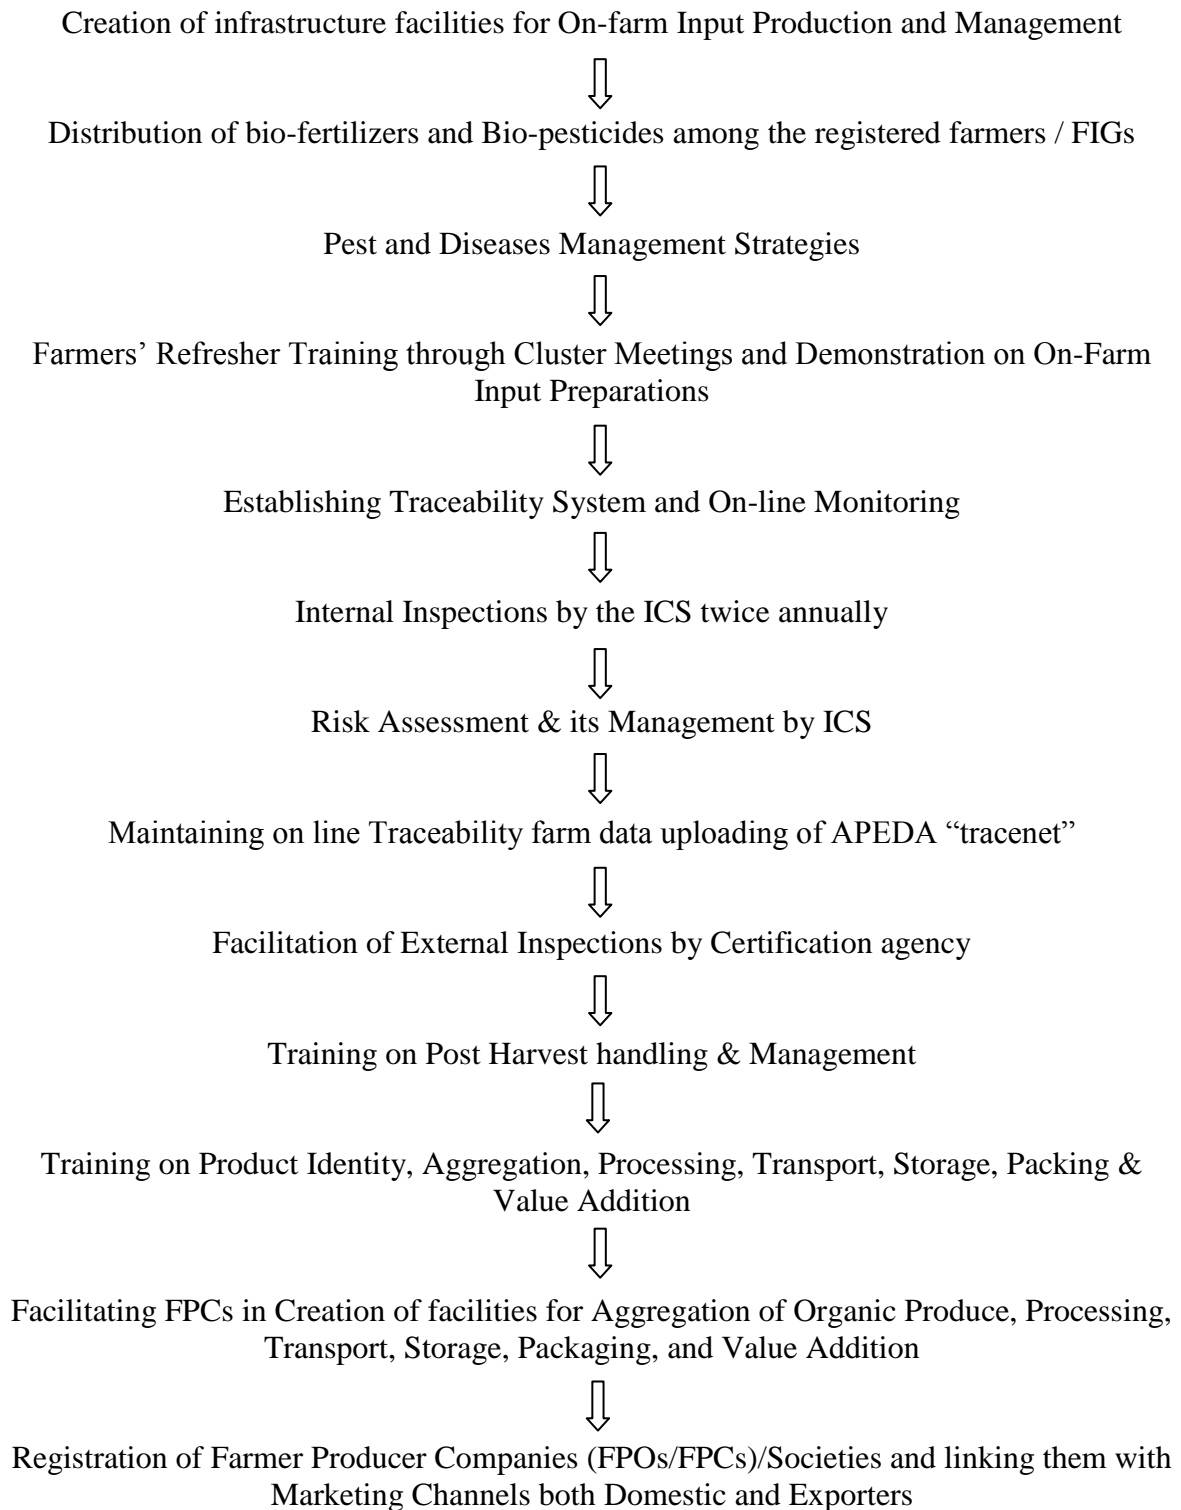 Creation of infrastructure facilities for On-farm Input Production and Management
Distribution of bio-fertilizers and Bio-pesticides among the registered farmers / FIGs
Pest and Diseases Management Strategies
Farmers’ Refresher Training through Cluster Meetings and Demonstration on On-Farm
Input Preparations
Establishing Traceability System and On-line Monitoring
Internal Inspections by the ICS twice annually
Risk Assessment & its Management by ICS
Maintaining on line Traceability farm data uploading of APEDA “tracenet”
Facilitation of External Inspections by Certification agency
Training on Post Harvest handling & Management
Training on Product Identity, Aggregation, Processing, Transport, Storage, Packing &
Value Addition
Facilitating FPCs in Creation of facilities for Aggregation of Organic Produce, Processing,
Transport, Storage, Packaging, and Value Addition
Registration of Farmer Producer Companies (FPOs/FPCs)/Societies and linking them with
Marketing Channels both Domestic and Exporters